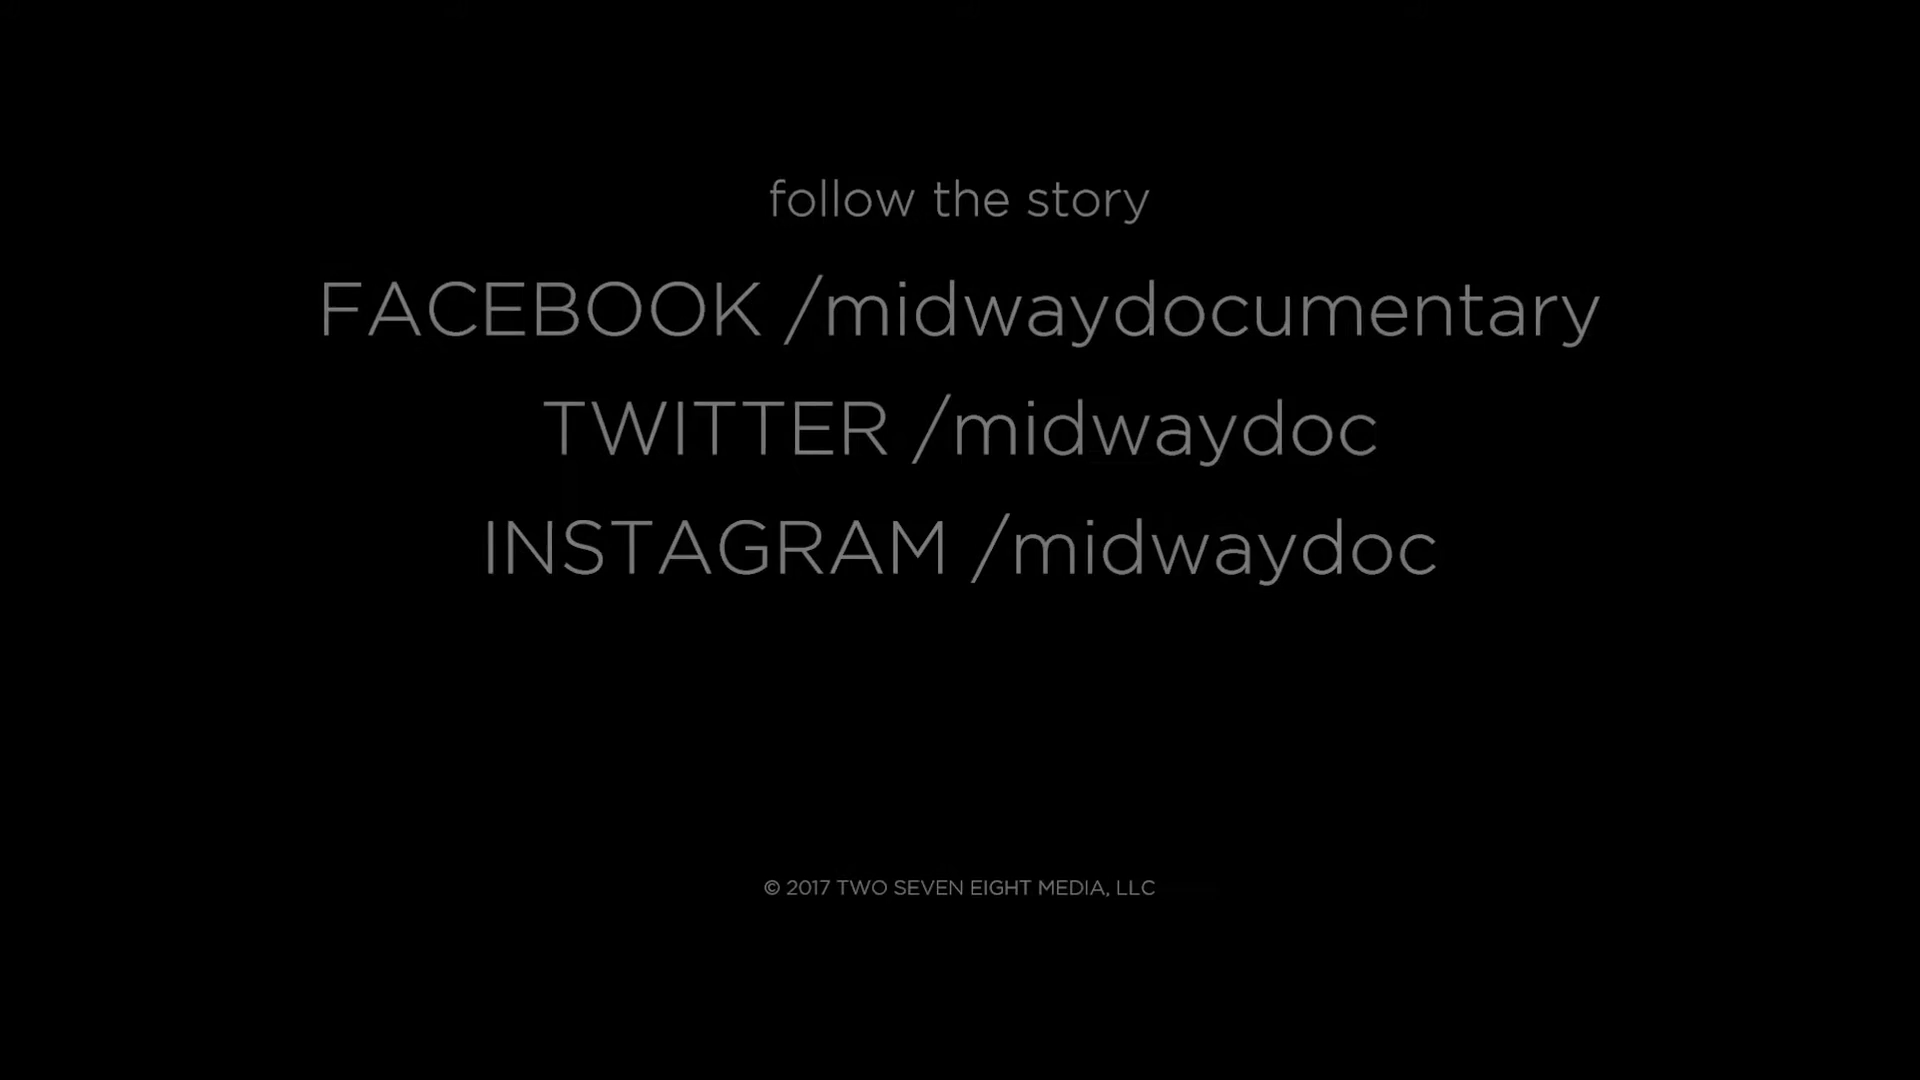 follow the story
FACEBOOK /midwaydocumentary
TWITTER /midwaydoc
INSTAGRAM /midwaydoc
© 2017 TWO SEVEN EIGHT MEDIA, LLC